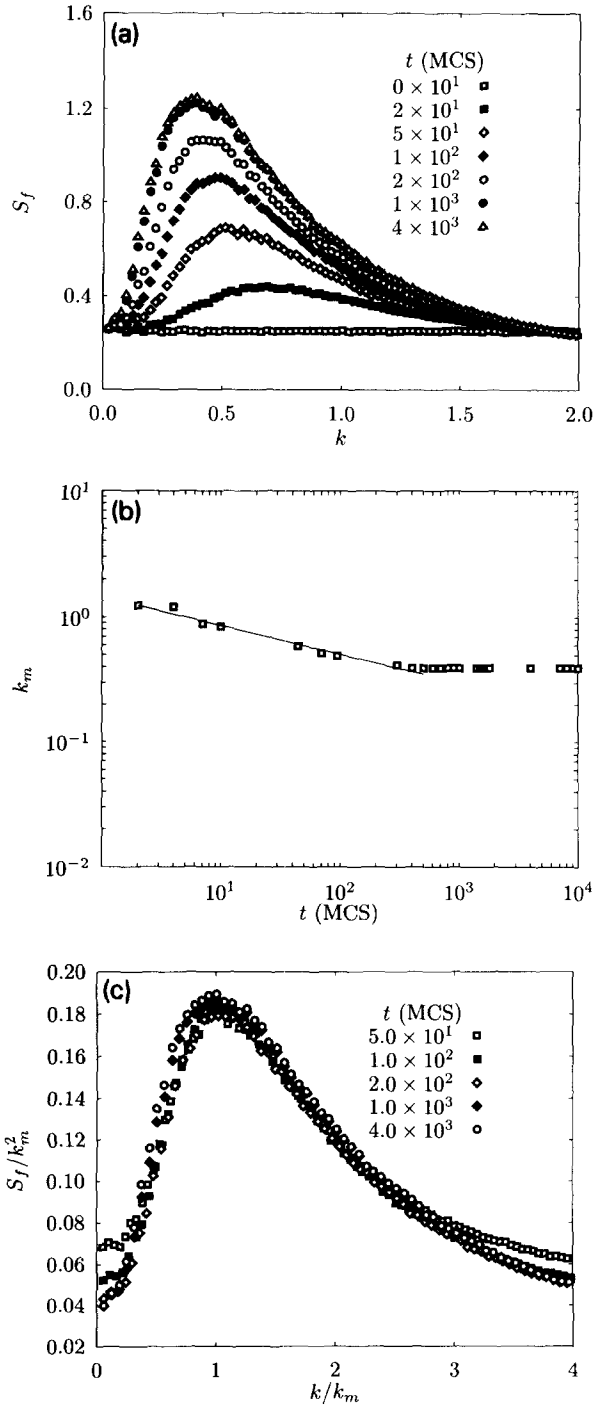 (a)
1.6
1.2
0.8
0.4
0.0
S_f
t (MCS)
0 × 10^1
2 × 10^1
5 × 10^1
1 × 10^2
2 × 10^2
1 × 10^3
4 × 10^3
0.0 0.5 1.0 1.5 2.0
k
(b)
10^1
10^0
10^-1
10^-2
k_m
10^1 10^2 10^3 10^4
t (MCS)
(c)
0.20
0.18
0.16
0.14
0.12
0.10
0.08
0.06
0.04
0.02
S_f/k_m^2
t (MCS)
5.0 × 10^1
1.0 × 10^2
2.0 × 10^2
1.0 × 10^3
4.0 × 10^3
0 1 2 3 4
k/k_m